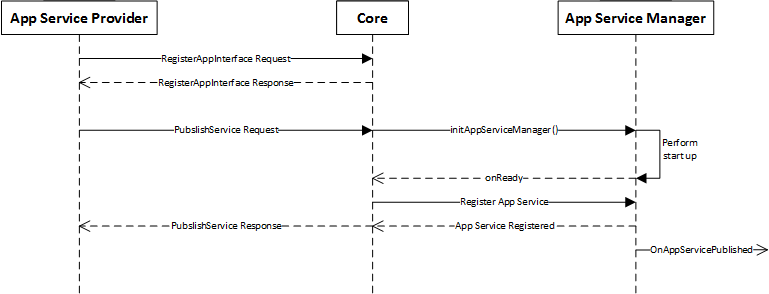 App Service Provider
Core
App Service Manager
RegisterAppInterface Request
RegisterAppInterface Response
PubslishService Request
initAppServiceManager()
Perform
start up
onReady
Register App Service
PubslishService Response
App Service Registered
OnAppServicePublished